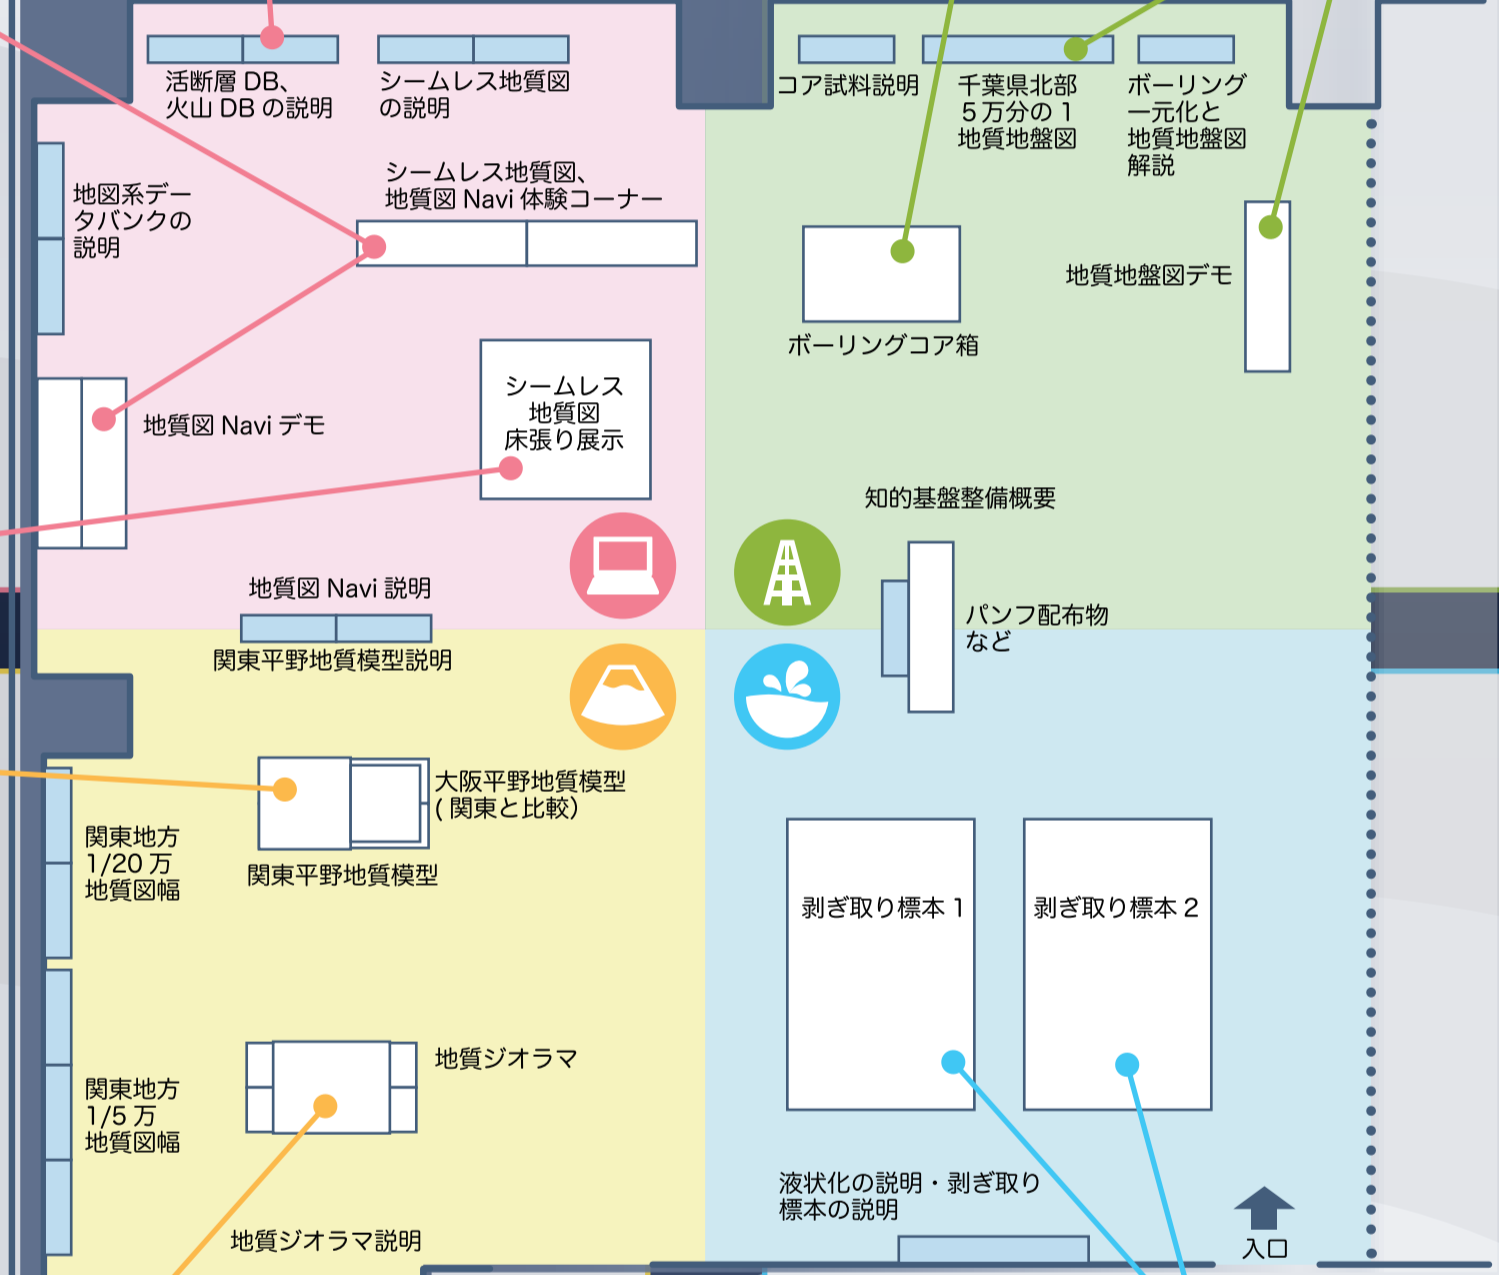 活断層 DB、
火山 DB の説明
シームレス地質図
の説明
コア試料説明
千葉県北部
５万分の 1
地質地盤図
ボーリング
一元化と
地質地盤図
解説
地図系デー
タバンクの
説明
シームレス地質図、
地質図 Navi 体験コーナー
地質地盤図デモ
ボーリングコア箱
地質図 Navi デモ
シームレス
地質図
床張り展示
知的基盤整備概要
地質図 Navi 説明
パンフ配布物
など
関東平野地質模型説明
大阪平野地質模型
( 関東と比較）
関東平野地質模型
関東地方
1/20 万
地質図幅
剥ぎ取り標本 1
剥ぎ取り標本 2
地質ジオラマ
関東地方
1/5 万
地質図幅
地質ジオラマ説明
液状化の説明・剥ぎ取り
標本の説明
入口